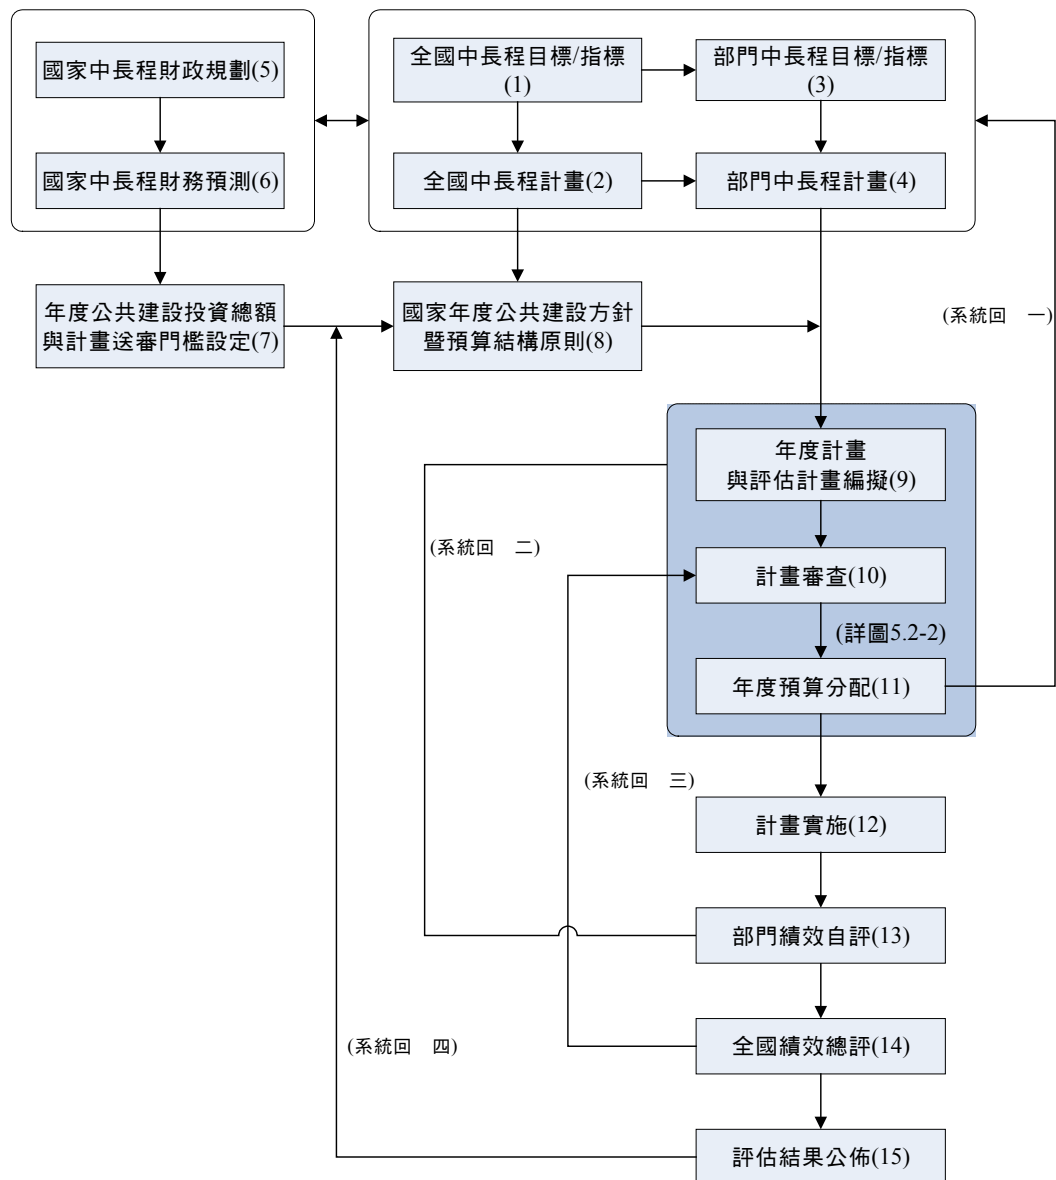 國家中長程財政規劃(5)
全國中長程目標/指標
(1)
部門中長程目標/指標
(3)
國家中長程財務預測(6)
全國中長程計畫(2)
部門中長程計畫(4)
年度公共建設投資總額
與計畫送審門檻設定(7)
國家年度公共建設方針
暨預算結構原則(8)
(系統回　一)
年度計畫
與評估計畫編擬(9)
(系統回　二)
計畫審查(10)
(詳圖5.2-2)
年度預算分配(11)
(系統回　三)
計畫實施(12)
部門績效自評(13)
全國績效總評(14)
(系統回　四)
評估結果公佈(15)